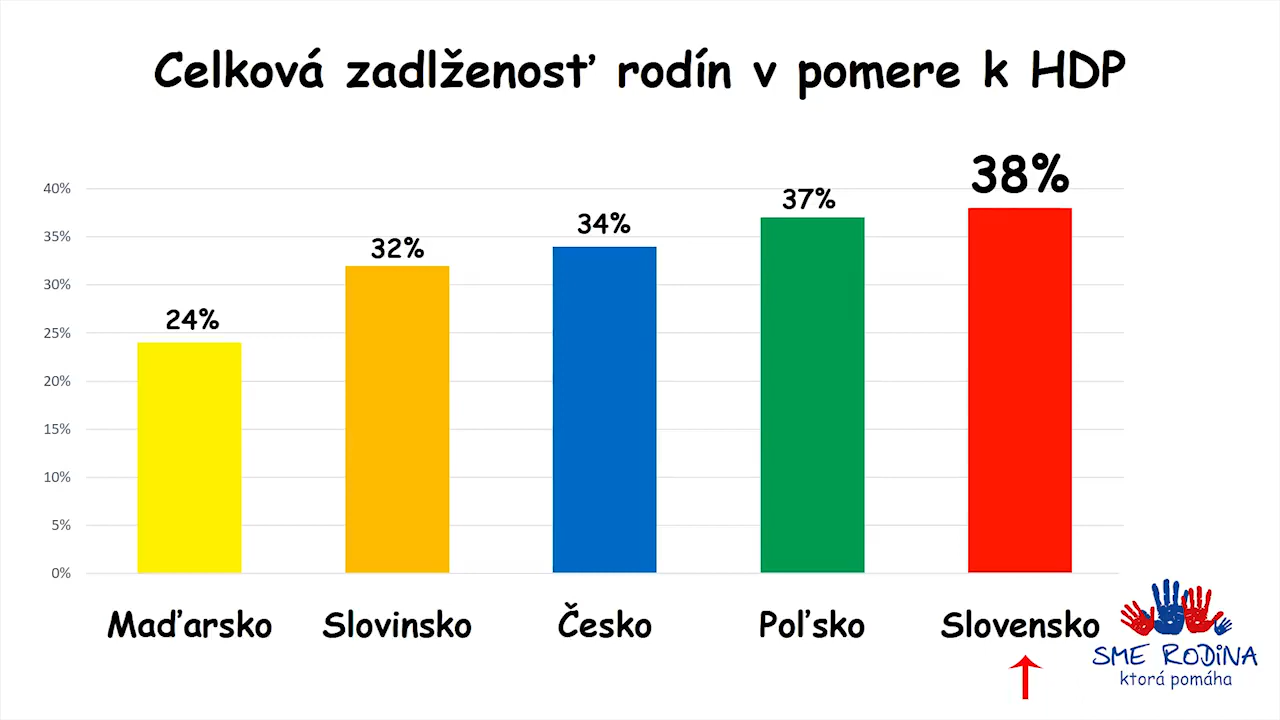 Celková zadlženosť rodín v pomere k HDP
40%
35%
30%
25%
20%
15%
10%
5%
0%
24%
32%
34%
37%
38%
Maďarsko
Slovinsko
Česko
Poľsko
Slovensko
SME RODINA
ktorá pomáha